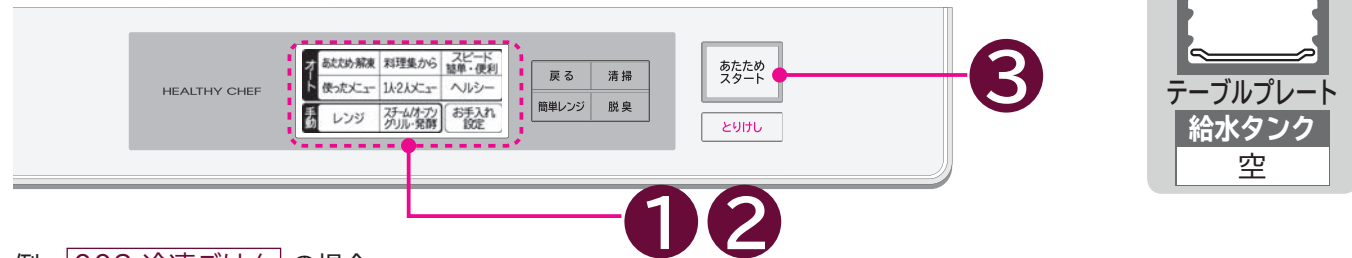 HEALTHY CHEF
オート
あたため 解凍
料理集から
スピード
簡単・便利
使ったメニュー
1人・2人メニュー
ヘルシー
手動
レンジ
スチーム/オーブン
グリル・発酵
お手入れ
設定
戻る
清掃
簡単レンジ
脱臭
あたため
スタート
とりけし
1
2
3
テーブルプレート
給水タンク
空